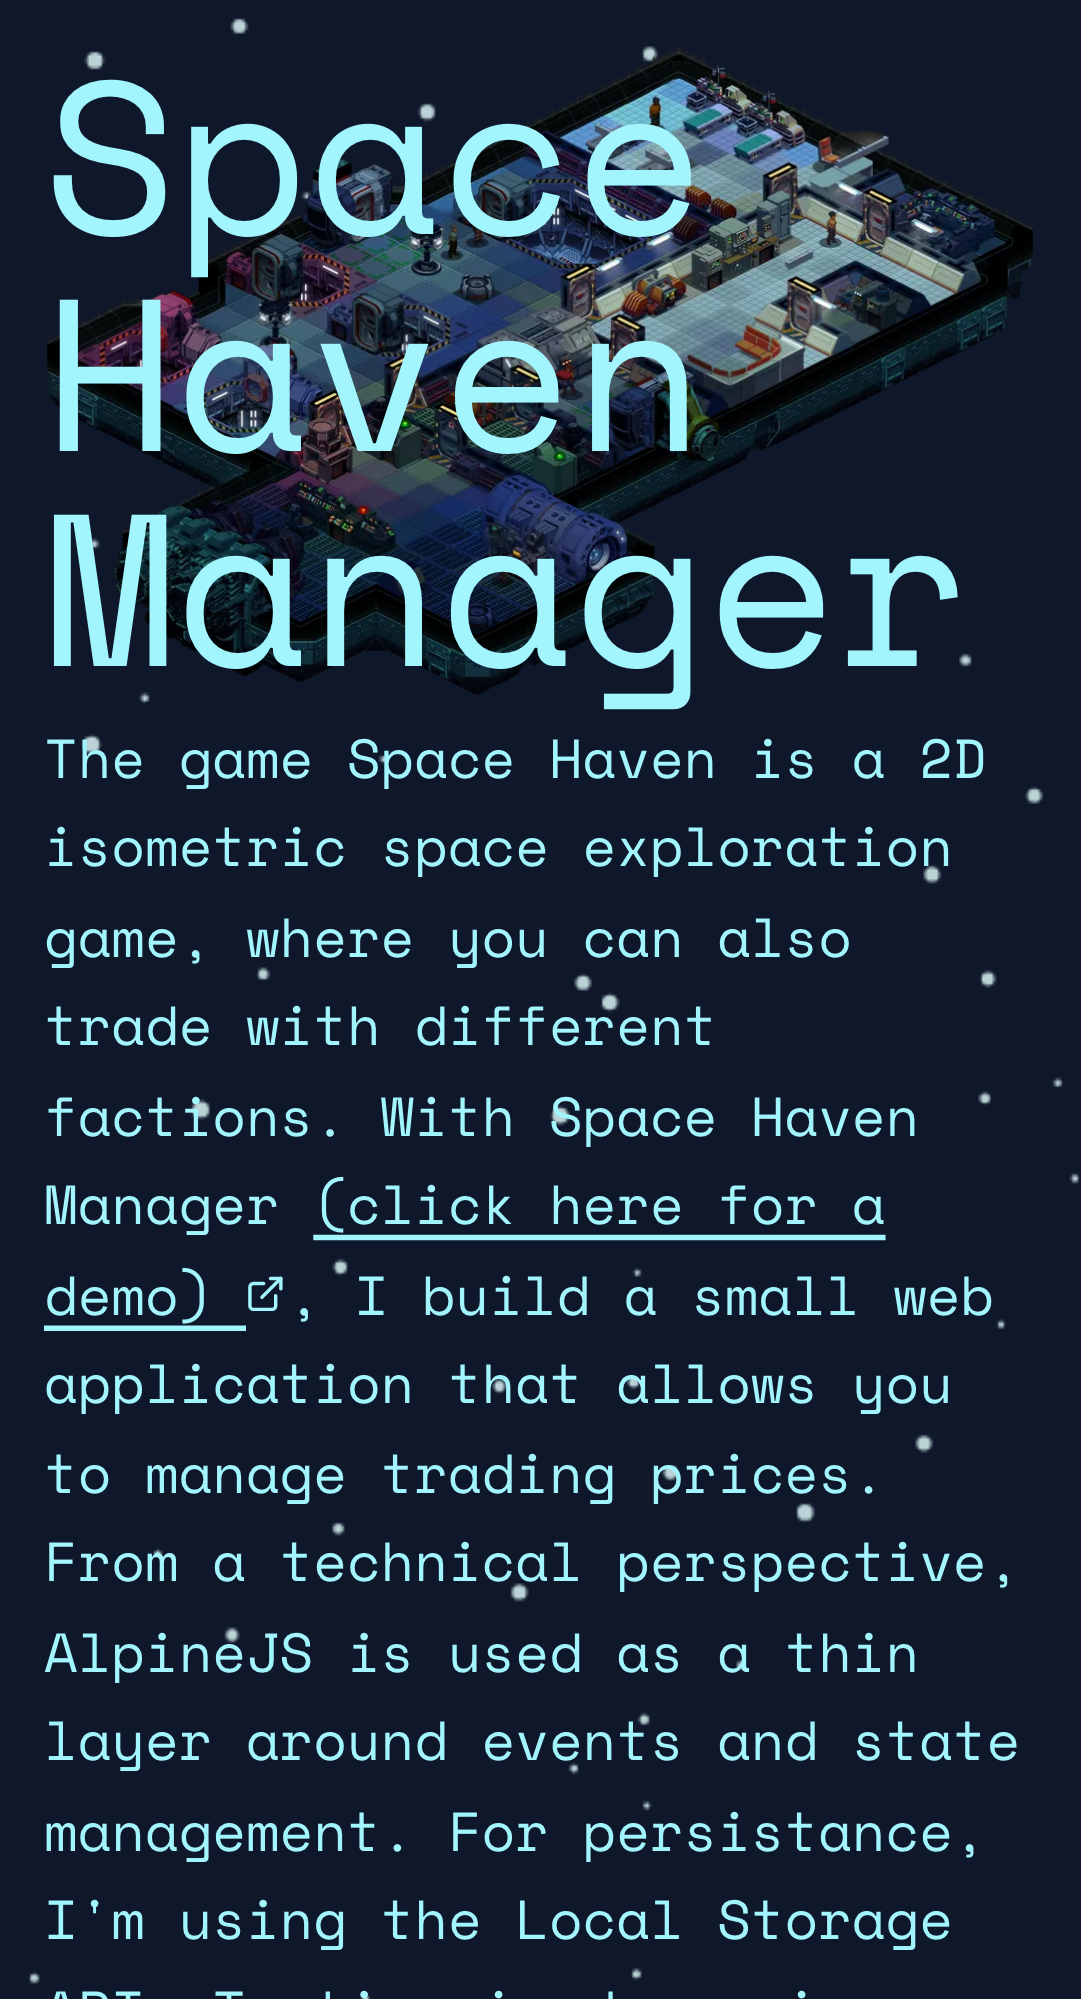 Space
Haven
Manager
The game Space Haven is a 2D
isometric space exploration
game, where you can also
trade with different
factions. With Space Haven
Manager (click here for a
demo) , I build a small web
application that allows you
to manage trading prices.
From a technical perspective,
AlpineJS is used as a thin
layer around events and state
management. For persistance,
I'm using the Local Storage